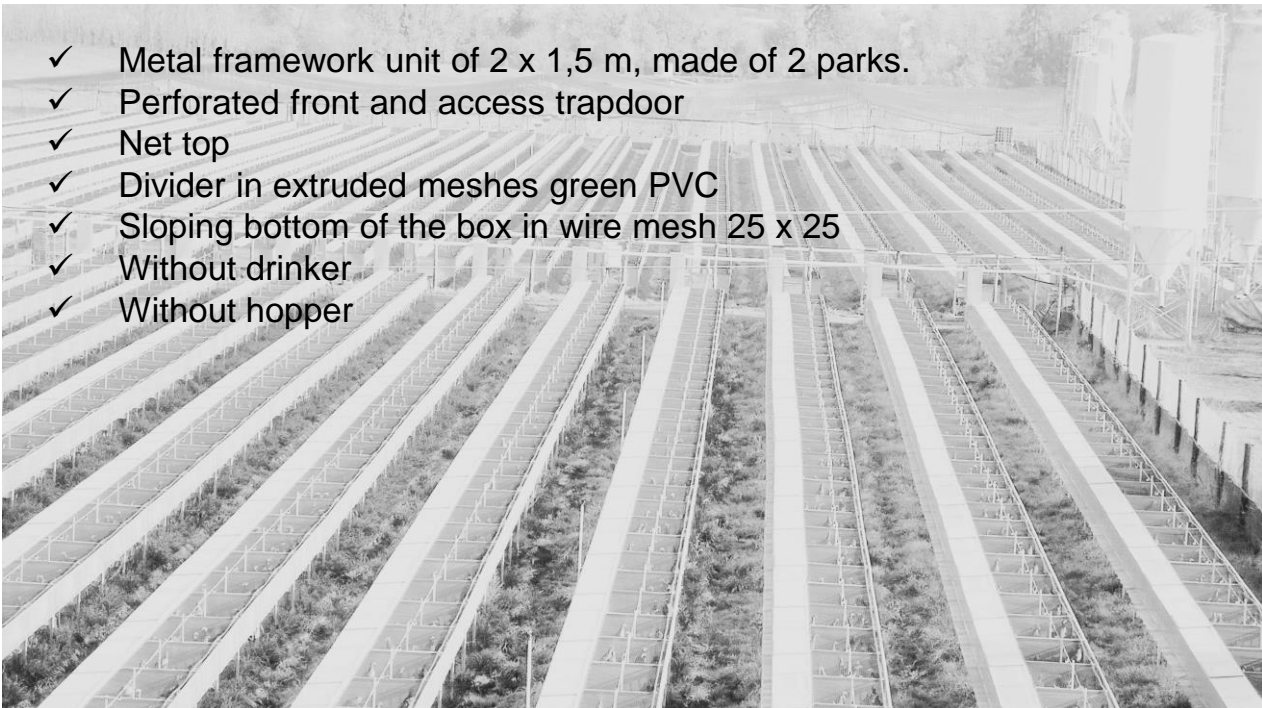 ✓ Metal framework unit of 2 x 1,5 m, made of 2 parks.
✓ Perforated front and access trapdoor
✓ Net top
✓ Divider in extruded meshes green PVC
✓ Sloping bottom of the box in wire mesh 25 x 25
✓ Without drinker
✓ Without hopper